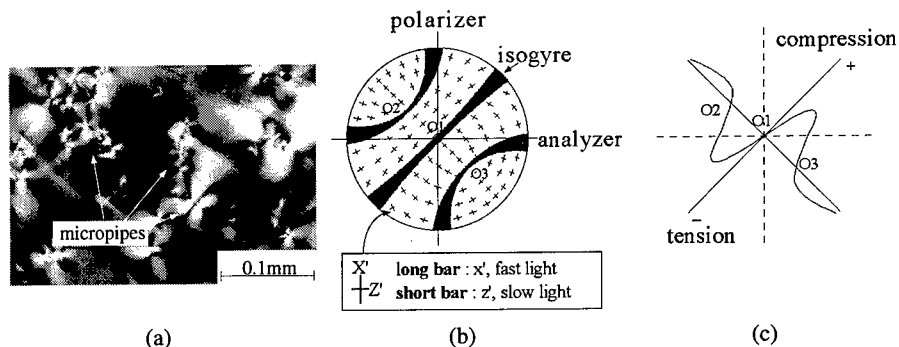 micropipes
0.1mm
(a)
polarizer
isogyre
O2
O1
analyzer
O3
X'
Z'
long bar : x', fast light
short bar : z', slow light
(b)
compression
+
O2
O1
O3
−
tension
(c)